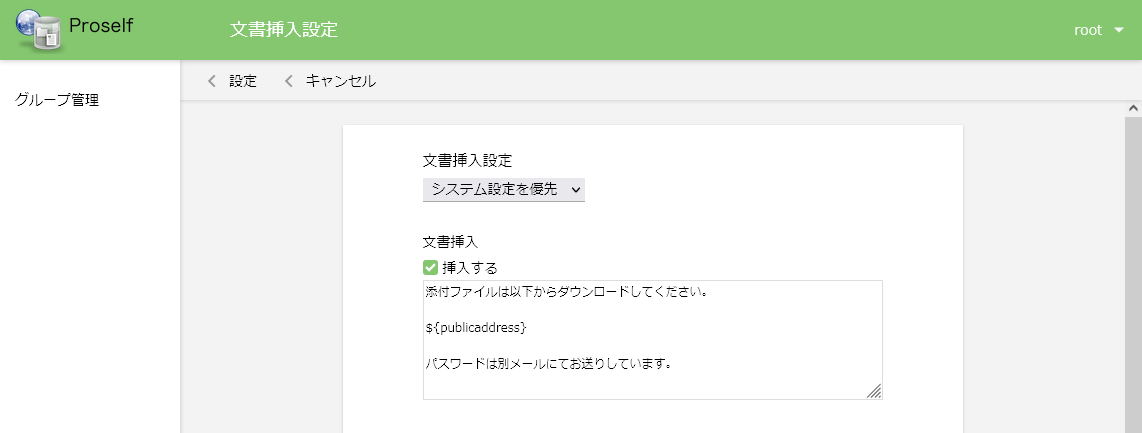 Proself
文書挿入設定
root
グループ管理
設定
キャンセル
文書挿入設定
システム設定を優先
文書挿入
挿入する
添付ファイルは以下からダウンロードしてください。
${publicaddress}
パスワードは別メールにてお送りしています。